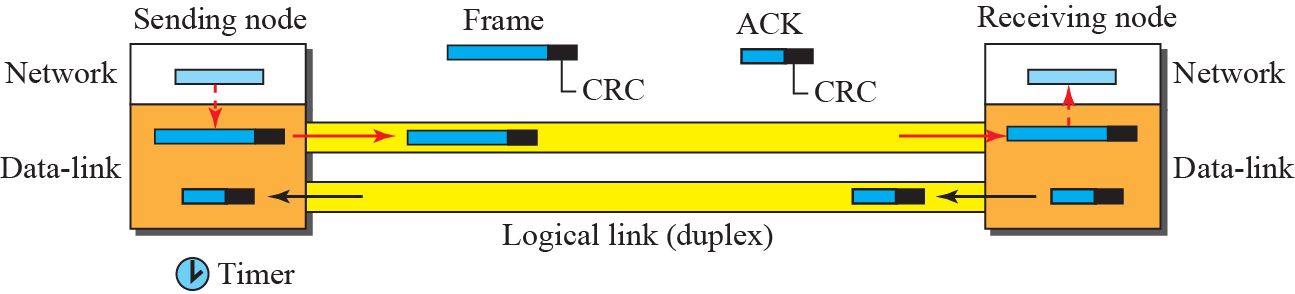 Sending node
Frame
ACK
Receiving node
Network
CRC
CRC
Network
Data-link
Data-link
Logical link (duplex)
Timer